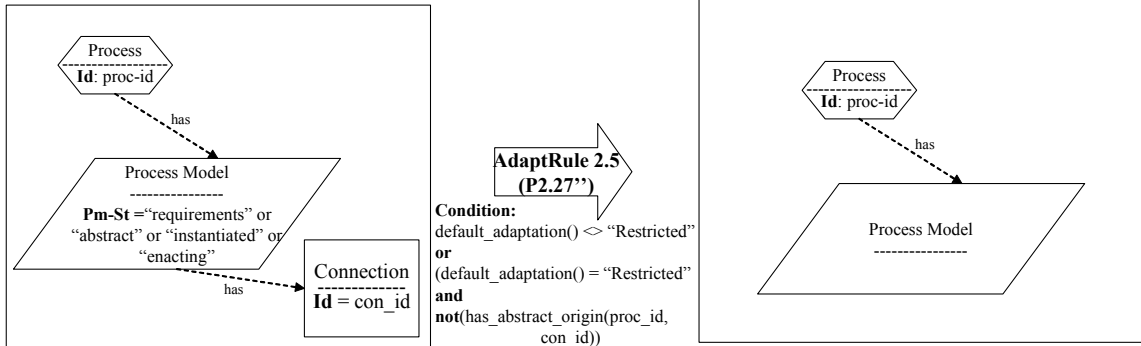 Process
Id: proc-id
has
Process Model
Pm-St =“requirements” or
“abstract” or “instantiated” or
“enacting”
has
Connection
Id = con_id
AdaptRule 2.5
(P2.27’’)
Condition:
default_adaptation() <> “Restricted”
or
(default_adaptation() = “Restricted”
and
not(has_abstract_origin(proc_id,
con_id))
Process
Id: proc-id
has
Process Model